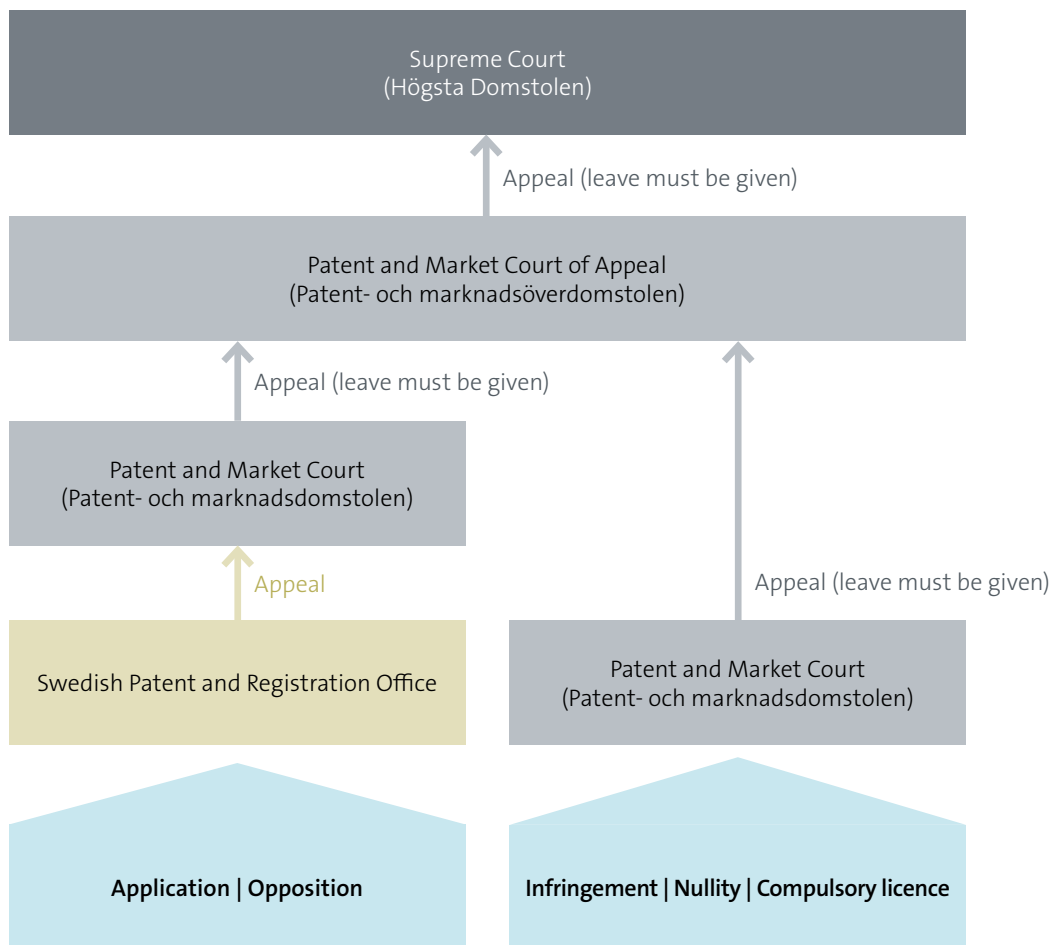 Supreme Court
(Högsta Domstolen)
Appeal (leave must be given)
Patent and Market Court of Appeal
(Patent- och marknadsöverdomstolen)
Appeal (leave must be given)
Patent and Market Court
(Patent- och marknadsdomstolen)
Appeal
Appeal (leave must be given)
Swedish Patent and Registration Office
Patent and Market Court
(Patent- och marknadsdomstolen)
Application | Opposition
Infringement | Nullity | Compulsory licence